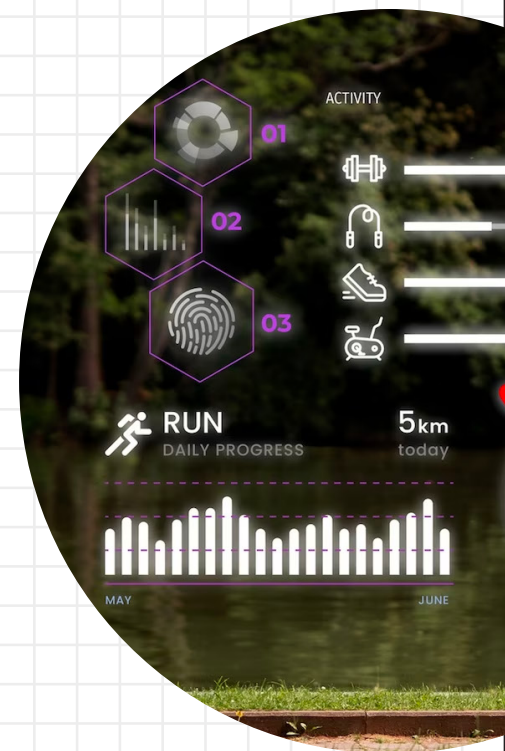 01
ACTIVITY
02
03
RUN
DAILY PROGRESS
5km
today
MAY
JUNE